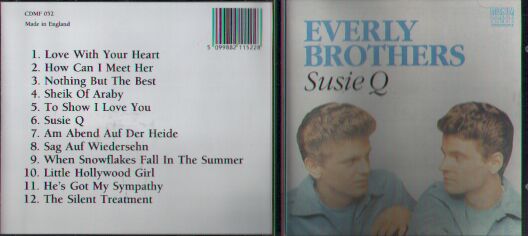 CDMF 052
Made in England
5 099882 115228
1. Love With Your Heart
2. How Can I Meet Her
3. Nothing But The Best
4. Sheik Of Araby
5. To Show I Love You
6. Susie Q
7. Am Abend Auf Der Heide
8. Sag Auf Wiedersehn
9. When Snowflakes Fall In The Summer
10. Little Hollywood Girl
11. He's Got My Sympathy
12. The Silent Treatment
EVERLY
BROTHERS
Susie Q